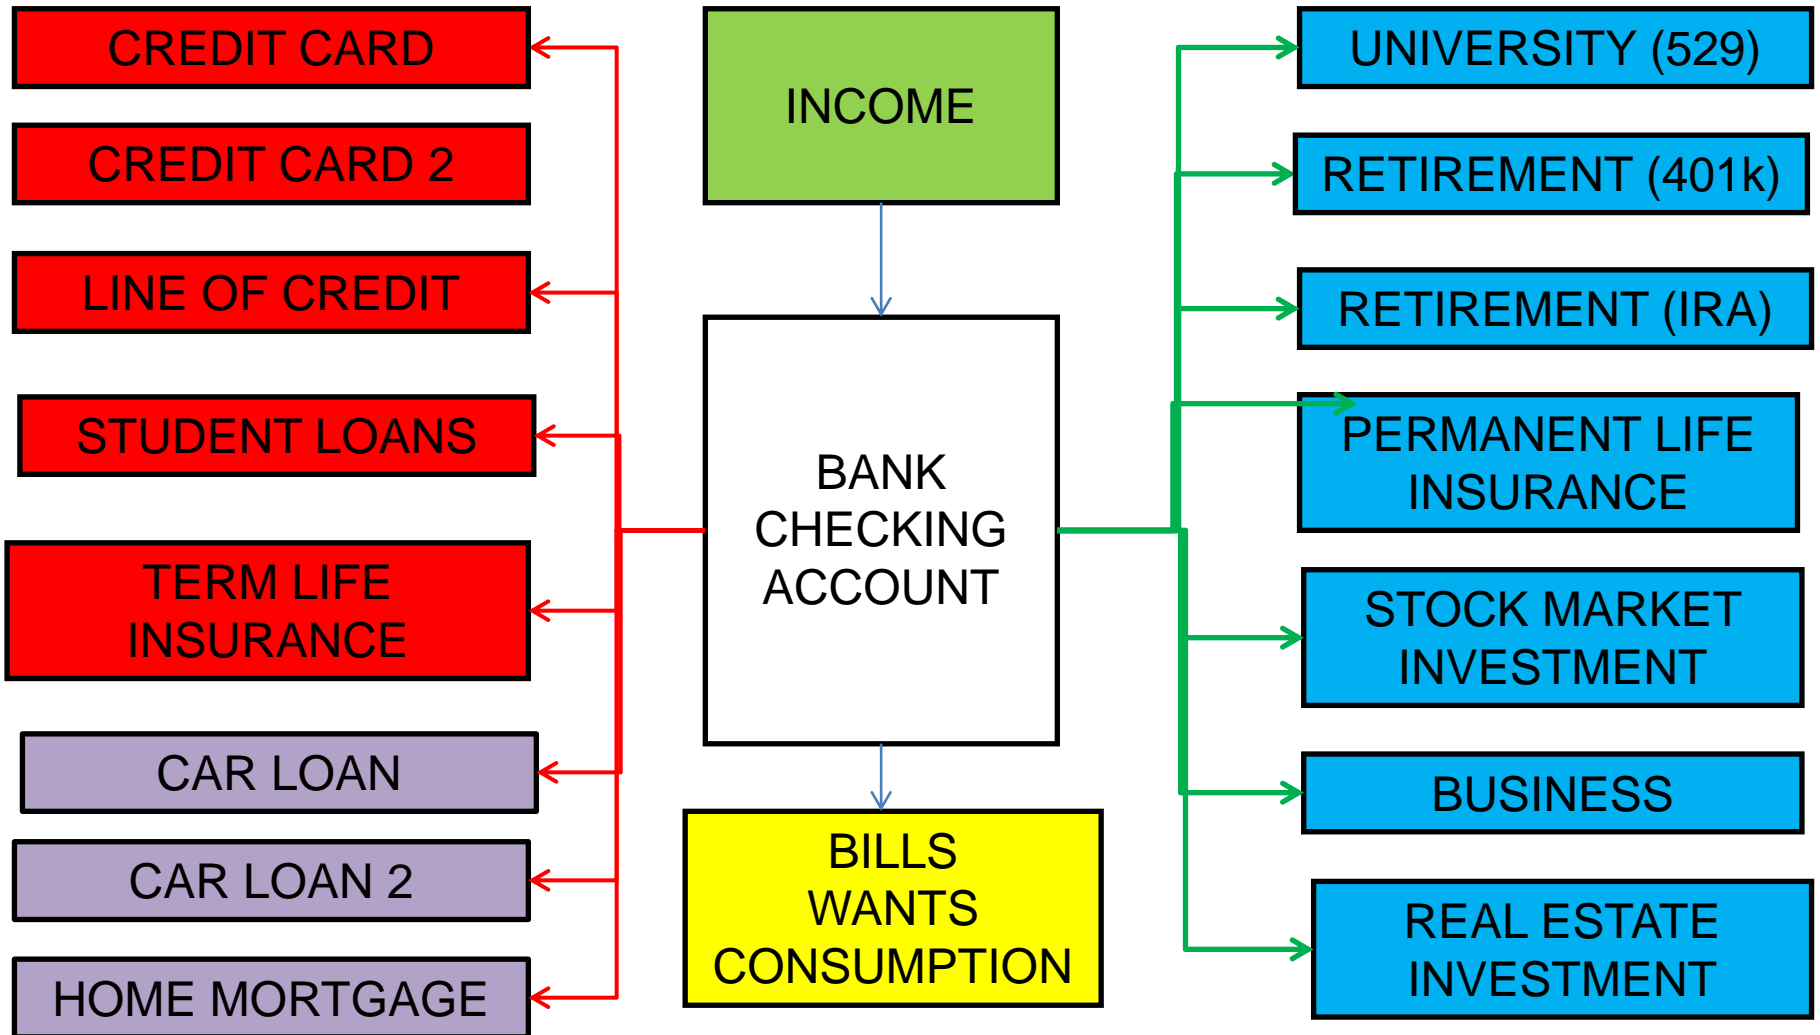 CREDIT CARD
CREDIT CARD 2
LINE OF CREDIT
STUDENT LOANS
TERM LIFE
INSURANCE
CAR LOAN
CAR LOAN 2
HOME MORTGAGE
INCOME
BANK
CHECKING
ACCOUNT
BILLS
WANTS
CONSUMPTION
UNIVERSITY (529)
RETIREMENT (401k)
RETIREMENT (IRA)
PERMANENT LIFE
INSURANCE
STOCK MARKET
INVESTMENT
BUSINESS
REAL ESTATE
INVESTMENT